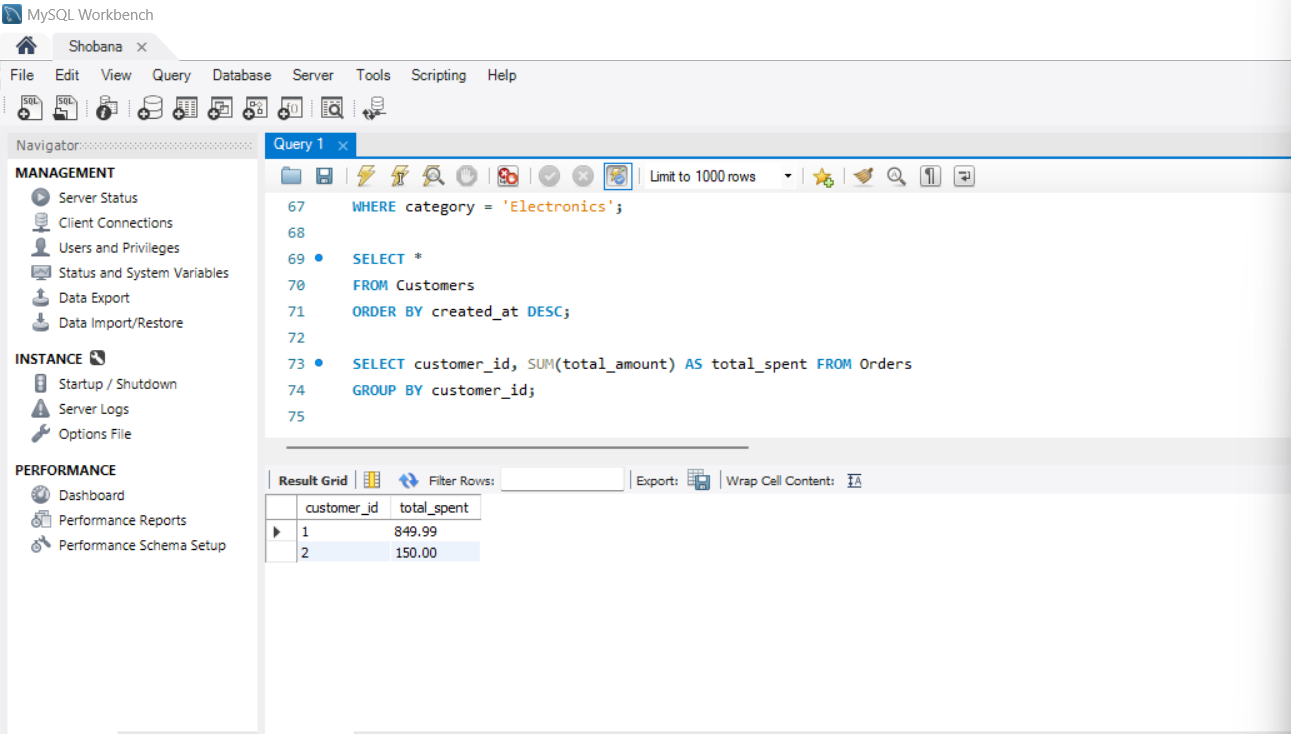 MySQL Workbench
Shobana
File Edit View Query Database Server Tools Scripting Help
SQL SQL
Navigator
MANAGEMENT
Server Status
Client Connections
Users and Privileges
Status and System Variables
Data Export
Data Import/Restore
INSTANCE
Startup / Shutdown
Server Logs
Options File
PERFORMANCE
Dashboard
Performance Reports
Performance Schema Setup
Query 1
Limit to 1000 rows
67 WHERE category = 'Electronics';
68
69 SELECT *
70 FROM Customers
71 ORDER BY created_at DESC;
72
73 SELECT customer_id, SUM(total_amount) AS total_spent FROM Orders
74 GROUP BY customer_id;
75
Result Grid Filter Rows: Export: Wrap Cell Content:
customer_id total_spent
1 849.99
2 150.00